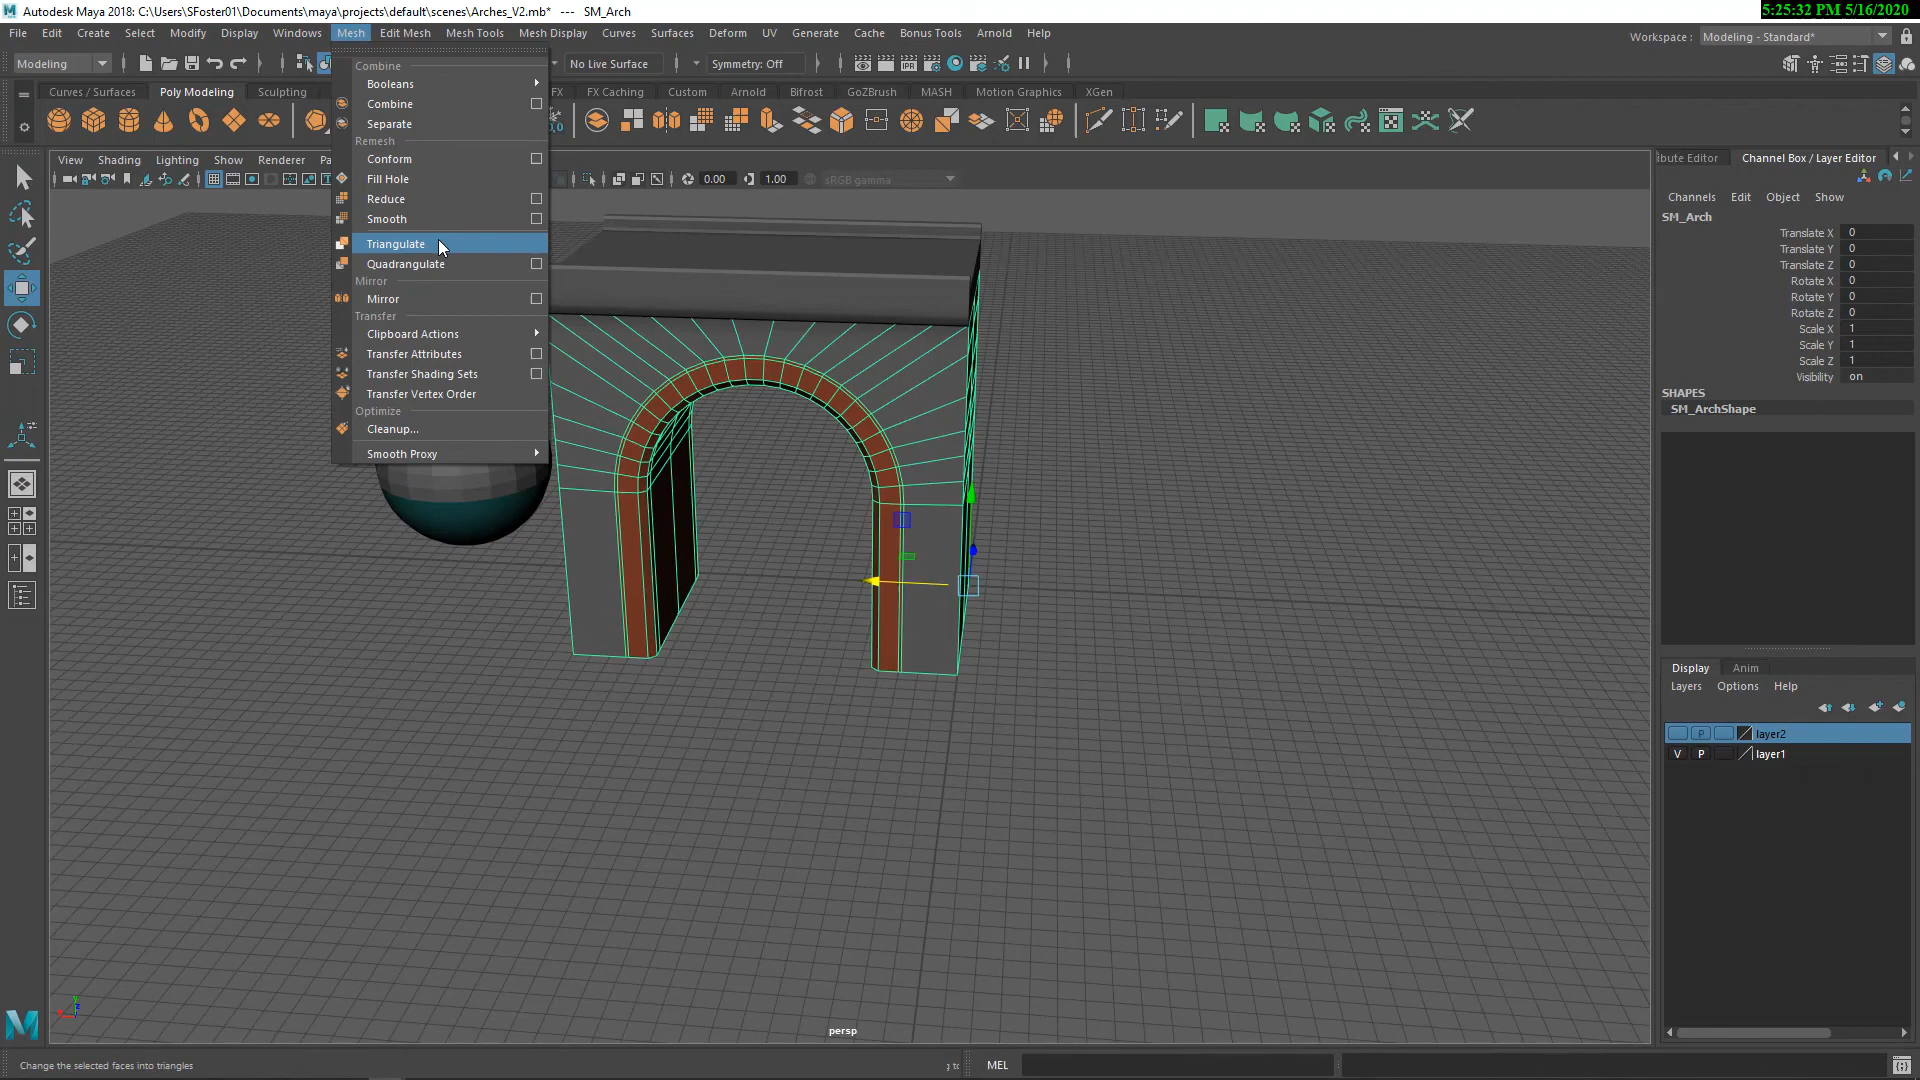 Autodesk Maya 2018: C:\Users\SFoster01\Documents\maya\projects\default\scenes\Arches_V2.mb* --- SM_Arch
5:25:32 PM 5/16/2020
File Edit Create Select Modify Display Windows Mesh Edit Mesh Mesh Tools Mesh Display Curves Surfaces Deform UV Generate Cache Bonus Tools Arnold Help
Workspace : Modeling - Standard*
Modeling No Live Surface Symmetry: Off
Curves / Surfaces Poly Modeling Sculpting FX FX Caching Custom Arnold Bifrost GoZBrush MASH Motion Graphics XGen
View Shading Lighting Show Renderer
0.00 1.00 sRGB gamma
Combine
Booleans
Combine
Separate
Remesh
Conform
Fill Hole
Reduce
Smooth
Triangulate
Quadrangulate
Mirror
Mirror
Transfer
Clipboard Actions
Transfer Attributes
Transfer Shading Sets
Transfer Vertex Order
Optimize
Cleanup...
Smooth Proxy
persp
Channel Box / Layer Editor
Channels Edit Object Show
SM_Arch
Translate X 0
Translate Y 0
Translate Z 0
Rotate X 0
Rotate Y 0
Rotate Z 0
Scale X 1
Scale Y 1
Scale Z 1
Visibility on
SHAPES
SM_ArchShape
Display Anim
Layers Options Help
P layer2
V P layer1
Change the selected faces into triangles
MEL